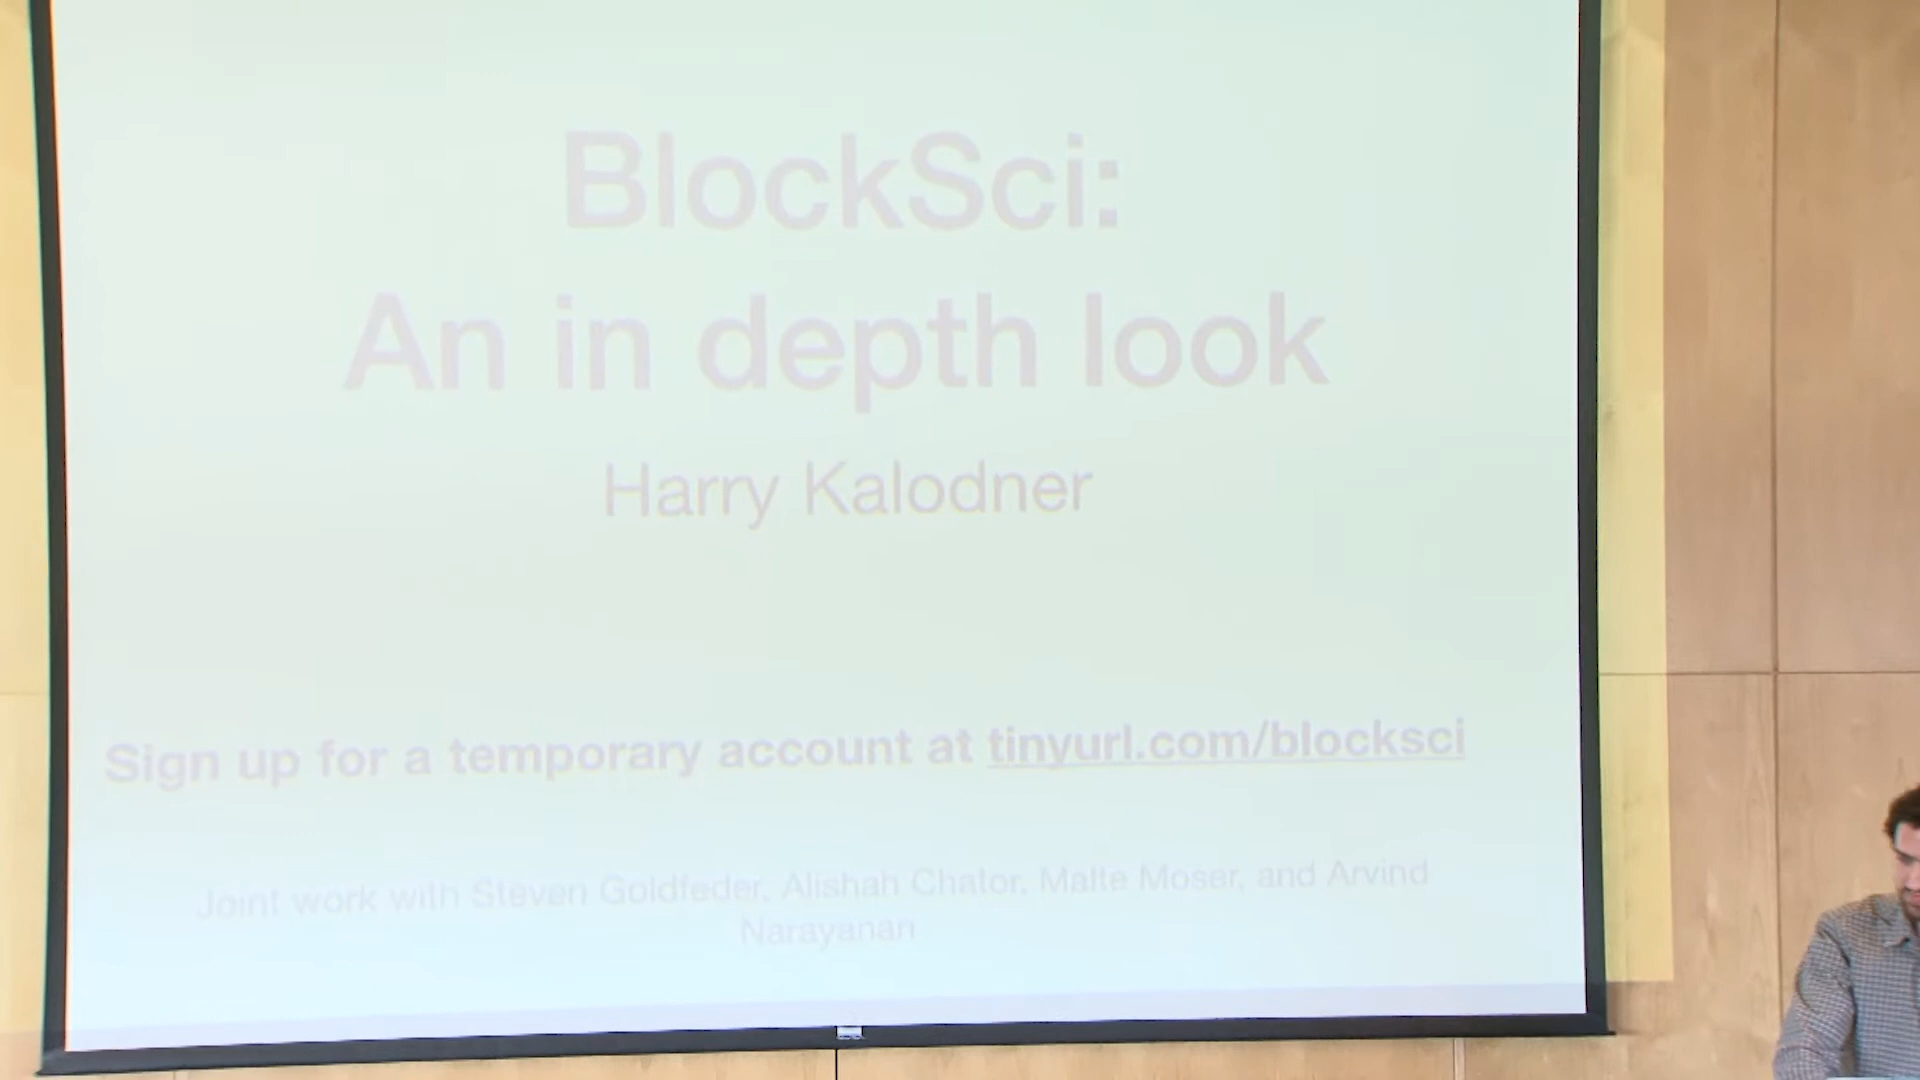 BlockSci:
An in depth look
Harry Kalodner
Sign up for a temporary account at tinyurl.com/blocksci
Joint work with Steven Goldfeder, Alishah Chator, Malte Moser, and Arvind
Narayanan